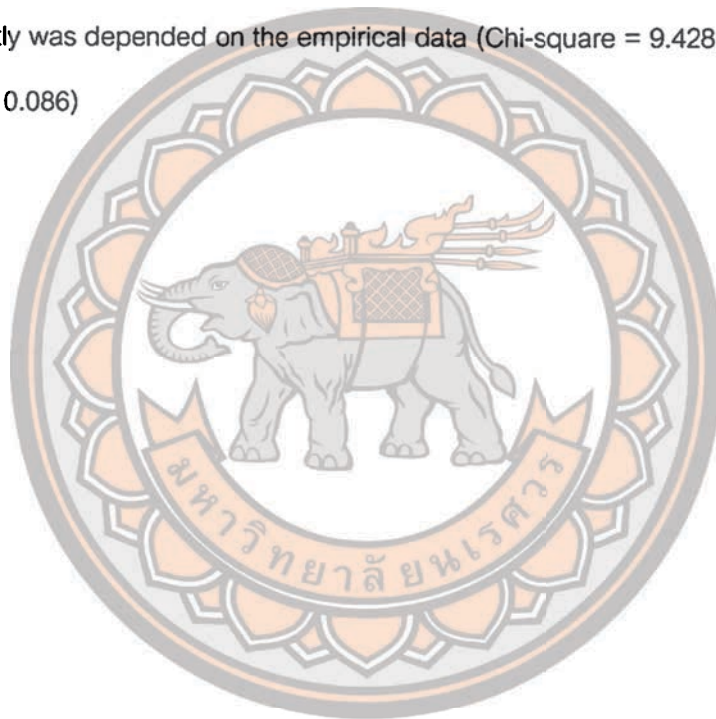 tly was depended on the empirical data (Chi-square = 9.428
0.086)
มหาวิทยาลัยนเรศวร